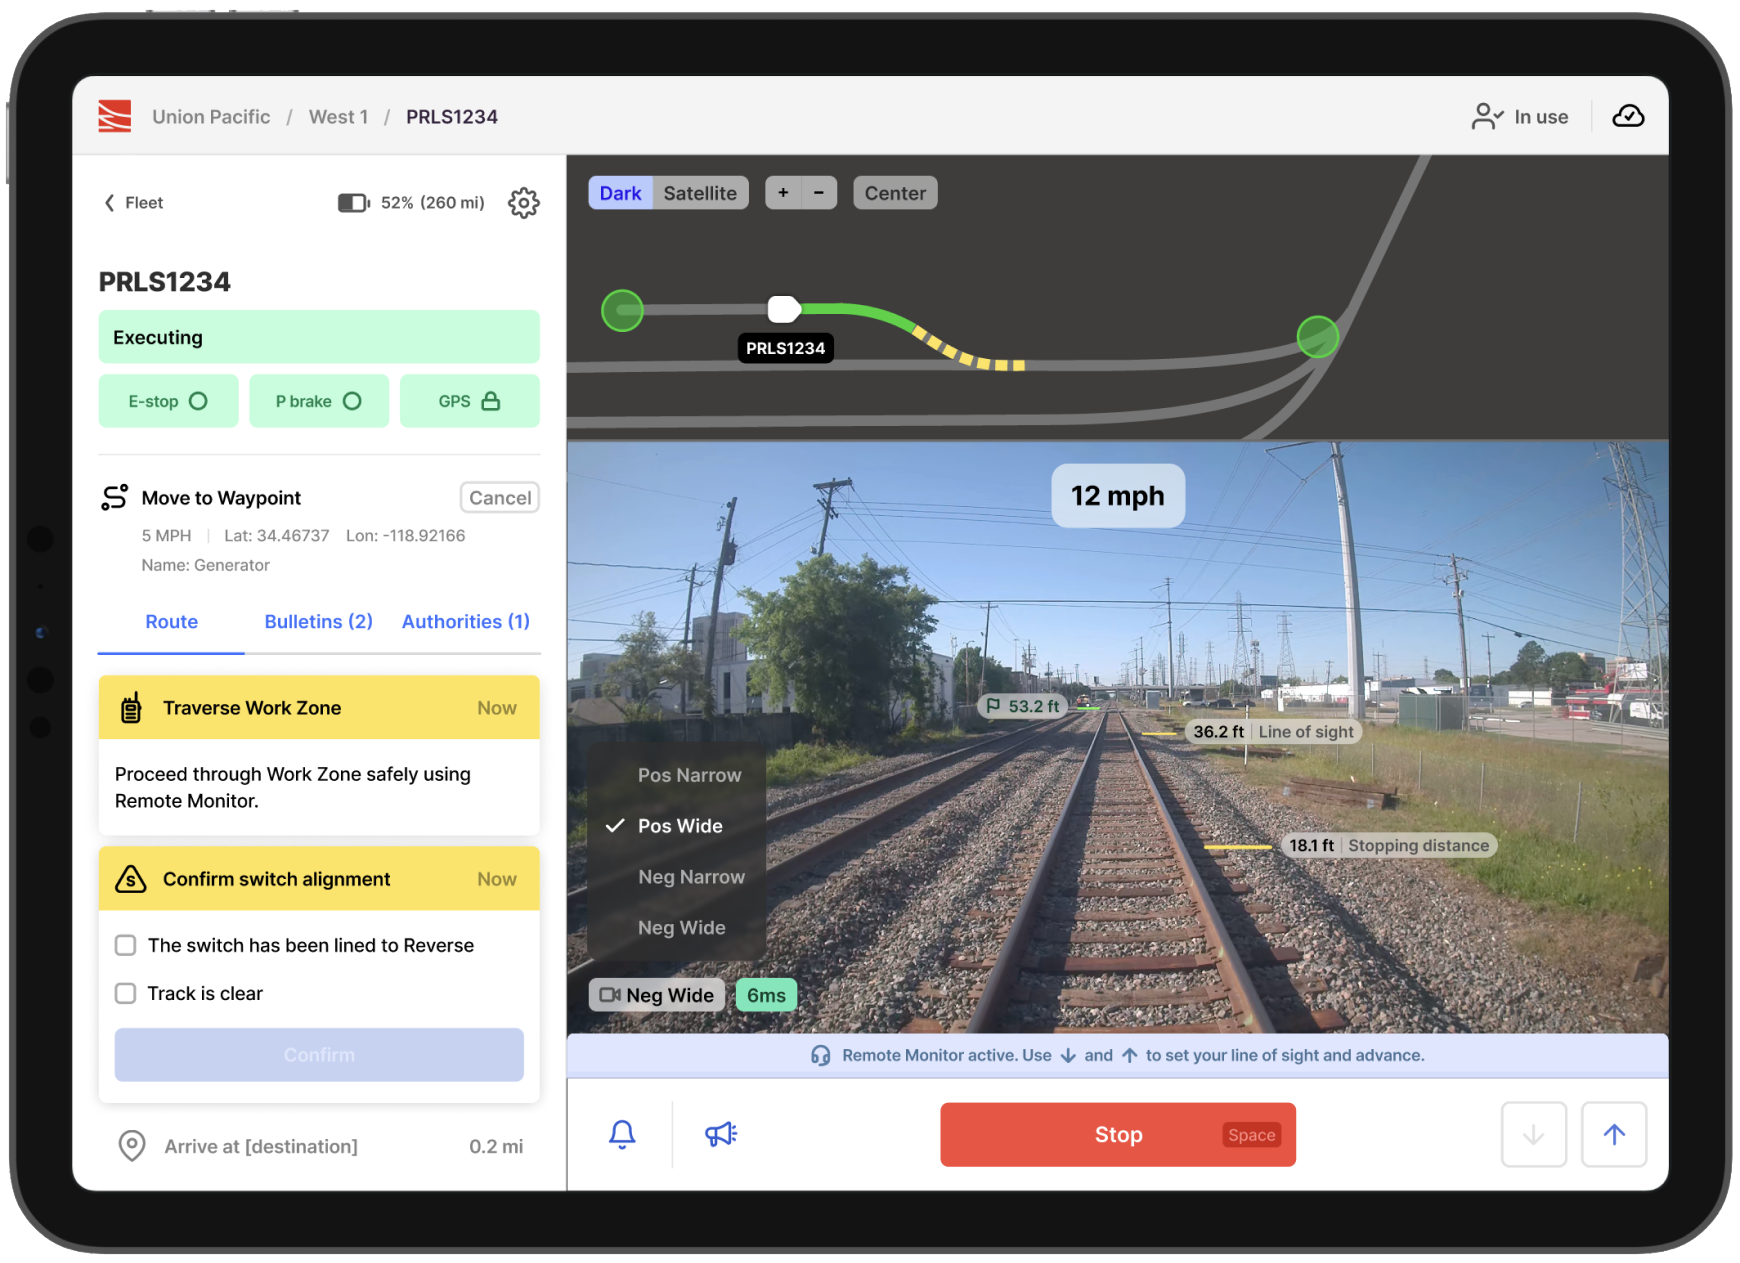 Union Pacific / West 1 / PRLS1234
In use
Fleet
52% (260 mi)
PRLS1234
Executing
E-stop
P brake
GPS
Move to Waypoint
Cancel
5 MPH
Lat: 34.46737
Lon: -118.92166
Name: Generator
Route
Bulletins (2)
Authorities (1)
Traverse Work Zone
Now
Proceed through Work Zone safely using
Remote Monitor.
S
Confirm switch alignment
Now
The switch has been lined to Reverse
Track is clear
Confirm
Arrive at [destination]
0.2 mi
Dark
Satellite
+
-
Center
PRLS1234
12 mph
53.2 ft
36.2 ft
Line of sight
18.1 ft
Stopping distance
Pos Narrow
Pos Wide
Neg Narrow
Neg Wide
Neg Wide
6ms
Remote Monitor active. Use ↓ and ↑ to set your line of sight and advance.
Stop
Space